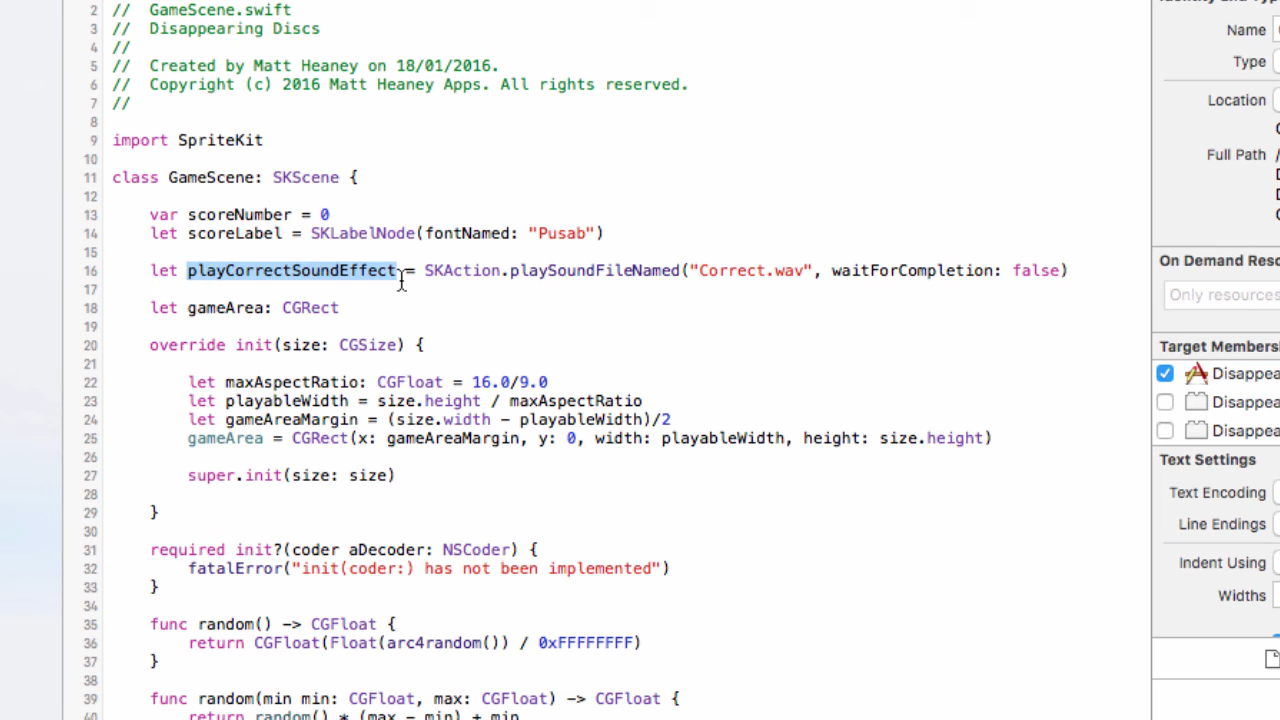 2 //  GameScene.swift
3 //  Disappearing Discs
4 //
5 //  Created by Matt Heaney on 18/01/2016.
6 //  Copyright (c) 2016 Matt Heaney Apps. All rights reserved.
7 //
8
9 import SpriteKit
10
11 class GameScene: SKScene {
12
13     var scoreNumber = 0
14     let scoreLabel = SKLabelNode(fontNamed: "Pusab")
15
16     let playCorrectSoundEffect = SKAction.playSoundFileNamed("Correct.wav", waitForCompletion: false)
17
18     let gameArea: CGRect
19
20     override init(size: CGSize) {
21
22         let maxAspectRatio: CGFloat = 16.0/9.0
23         let playableWidth = size.height / maxAspectRatio
24         let gameAreaMargin = (size.width - playableWidth)/2
25         gameArea = CGRect(x: gameAreaMargin, y: 0, width: playableWidth, height: size.height)
26
27         super.init(size: size)
28
29     }
30
31     required init?(coder aDecoder: NSCoder) {
32         fatalError("init(coder:) has not been implemented")
33     }
34
35     func random() -> CGFloat {
36         return CGFloat(Float(arc4random()) / 0xFFFFFFFF)
37     }
38
39     func random(min min: CGFloat, max: CGFloat) -> CGFloat {
40         return random() * (max - min) + min
Name
Type
Location
Full Path /
On Demand Reso
Only resources
Target Members
Disappea
Disappea
Disappea
Text Settings
Text Encoding
Line Endings
Indent Using
Widths